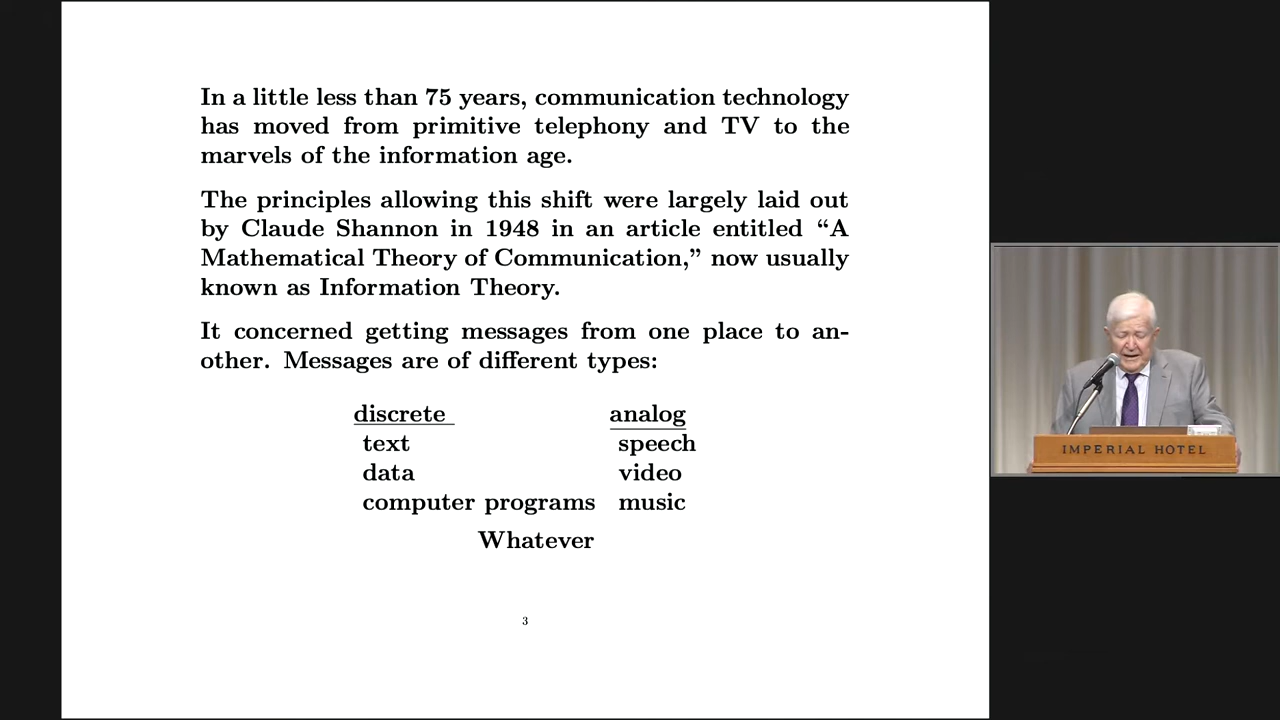 In a little less than 75 years, communication technology
has moved from primitive telephony and TV to the
marvels of the information age.
The principles allowing this shift were largely laid out
by Claude Shannon in 1948 in an article entitled “A
Mathematical Theory of Communication,” now usually
known as Information Theory.
It concerned getting messages from one place to an-
other. Messages are of different types:
discrete analog
text speech
data video
computer programs music
Whatever
3
IMPERIAL HOTEL